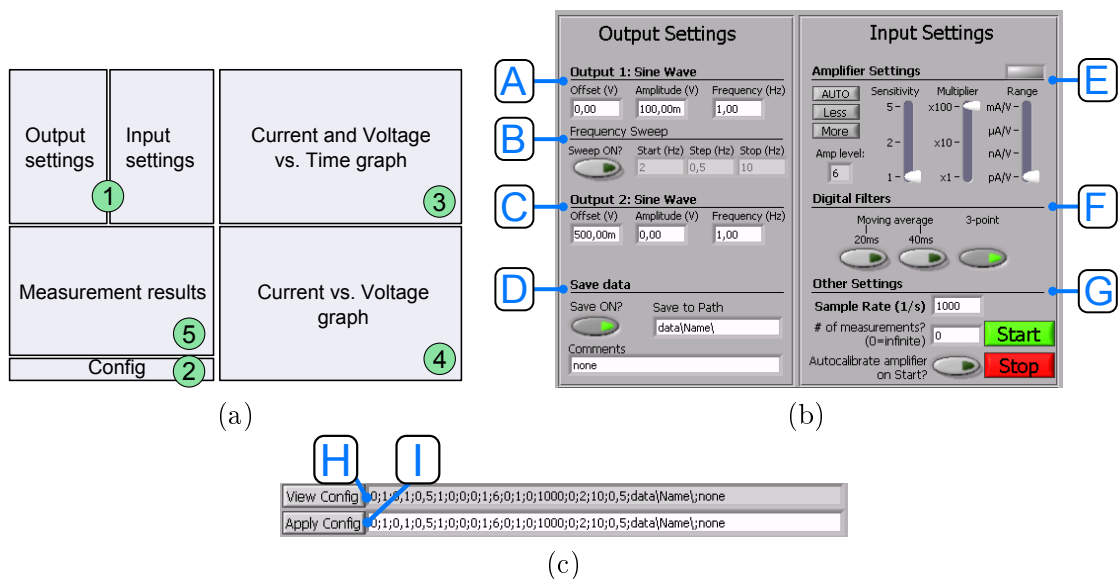 Output
settings
Input
settings
1
Current and Voltage
vs. Time graph
3
Measurement results
5
Config
2
Current vs. Voltage
graph
4
(a)
A
B
C
D
Output Settings
Output 1: Sine Wave
Offset (V) Amplitude (V) Frequency (Hz)
0,00 100,00m 1,00
Frequency Sweep
Sweep ON? Start (Hz) Step (Hz) Stop (Hz)
2 0,5 10
Output 2: Sine Wave
Offset (V) Amplitude (V) Frequency (Hz)
500,00m 0,00 1,00
Save data
Save ON? Save to Path
data\Name\
Comments
none
Input Settings
Amplifier Settings
AUTO Sensitivity Multiplier Range
Less
More
Amp level:
6
5 -
2 -
1 -
x100 -
x10 -
x1 -
mA/V -
µA/V -
nA/V -
pA/V -
Digital Filters
Moving average 3-point
20ms 40ms
Other Settings
Sample Rate (1/s) 1000
# of measurements?
(0=infinite) 0
Start
Autocalibrate amplifier
on Start?
Stop
E
F
G
(b)
H I
View Config 0;1;0,1;0,5;1;0;0;0;1;6;0;1;0;1000;0;2;10;0,5;data\Name\;none
Apply Config 0;1;0,1;0,5;1;0;0;0;1;6;0;1;0;1000;0;2;10;0,5;data\Name\;none
(c)